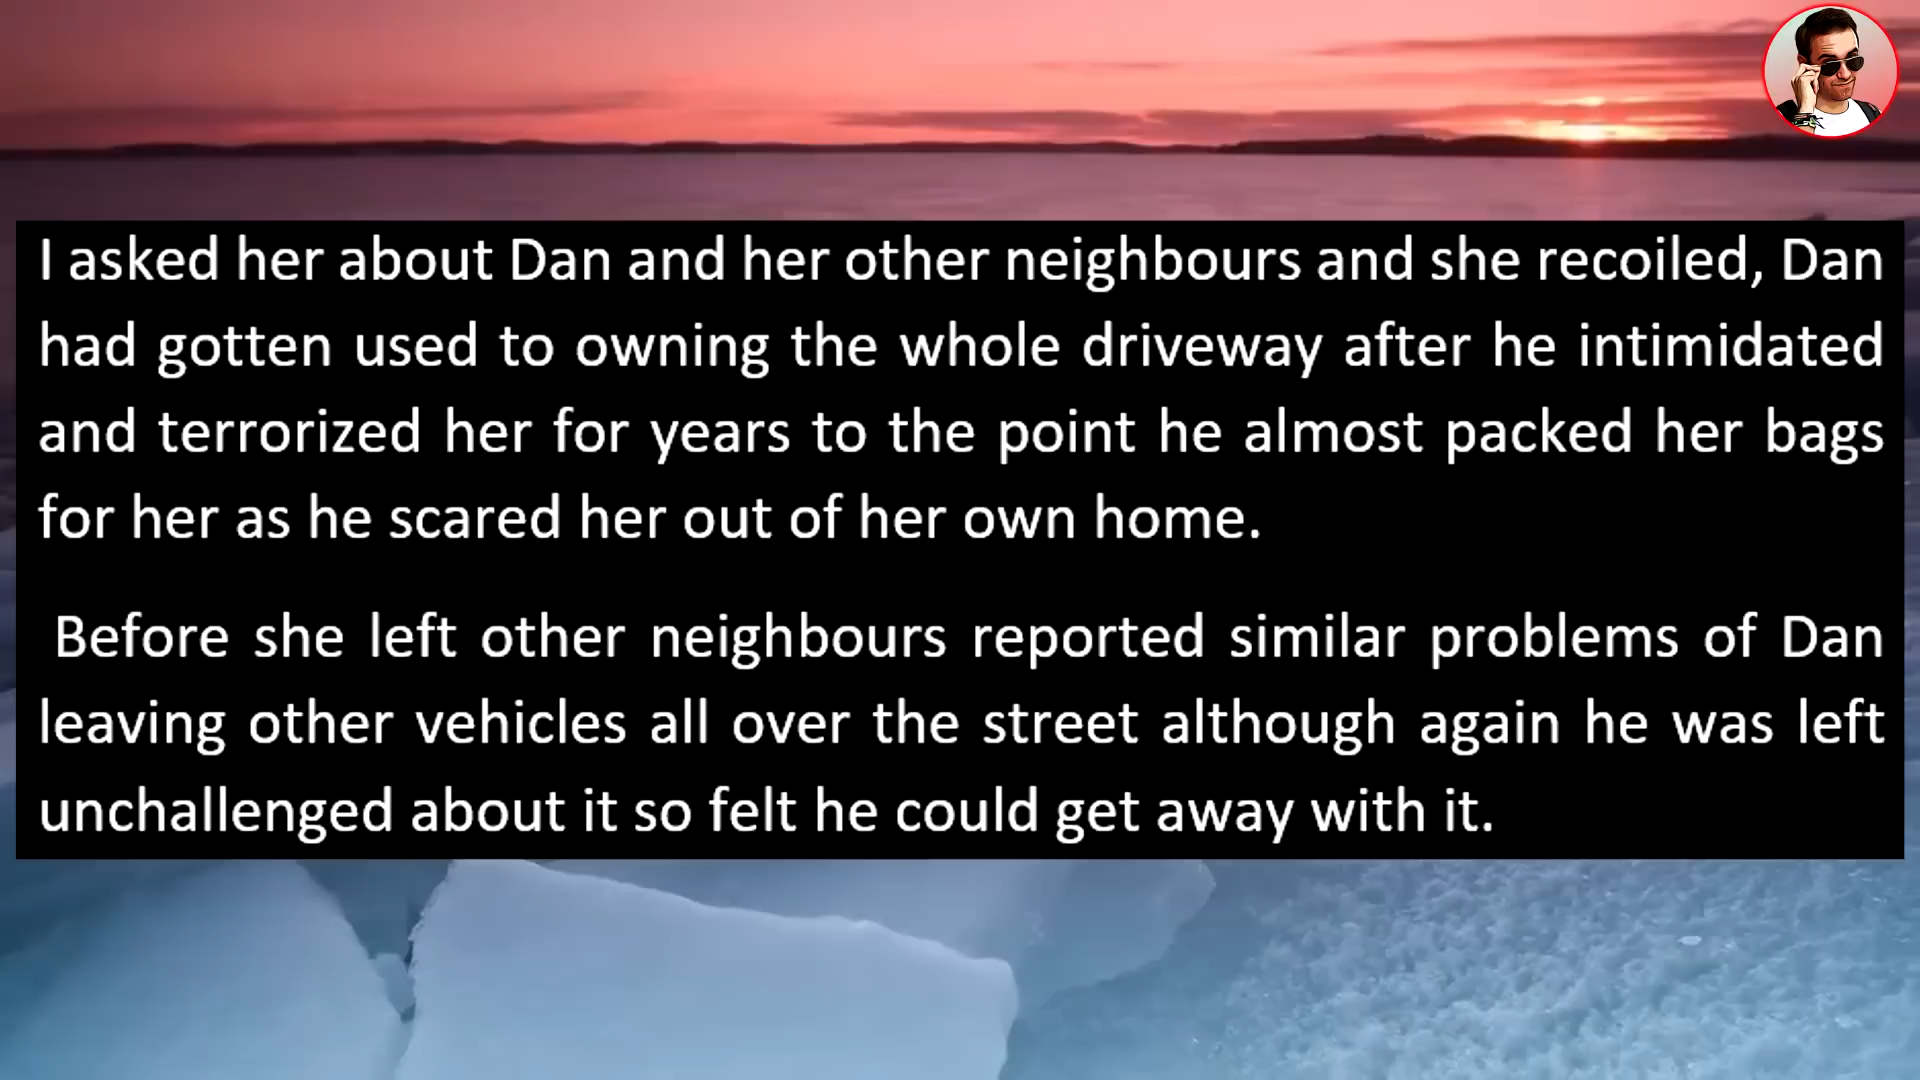 I asked her about Dan and her other neighbours and she recoiled, Dan
had gotten used to owning the whole driveway after he intimidated
and terrorized her for years to the point he almost packed her bags
for her as he scared her out of her own home.
Before she left other neighbours reported similar problems of Dan
leaving other vehicles all over the street although again he was left
unchallenged about it so felt he could get away with it.